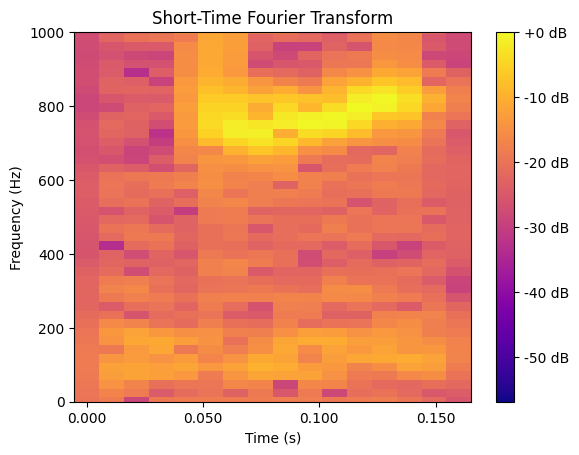 Short-Time Fourier Transform
Frequency (Hz)
1000
800
600
400
200
0
0.000
0.050
0.100
0.150
Time (s)
+0 dB
-10 dB
-20 dB
-30 dB
-40 dB
-50 dB